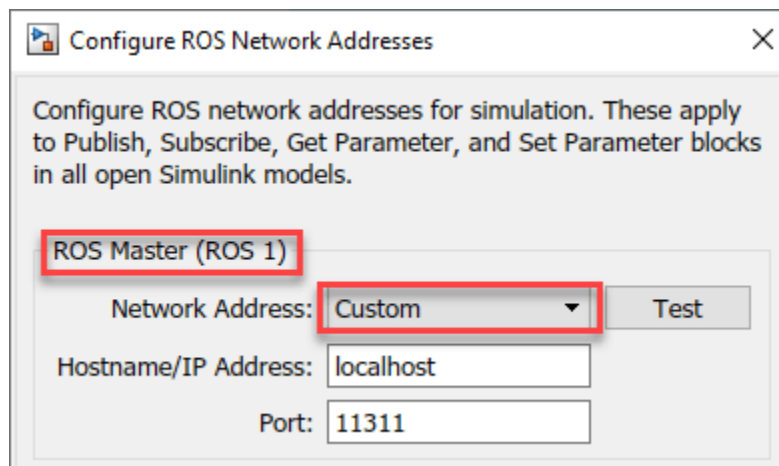 Configure ROS Network Addresses
Configure ROS network addresses for simulation. These apply
to Publish, Subscribe, Get Parameter, and Set Parameter blocks
in all open Simulink models.
ROS Master (ROS 1)
Network Address: Custom Test
Hostname/IP Address: localhost
Port: 11311